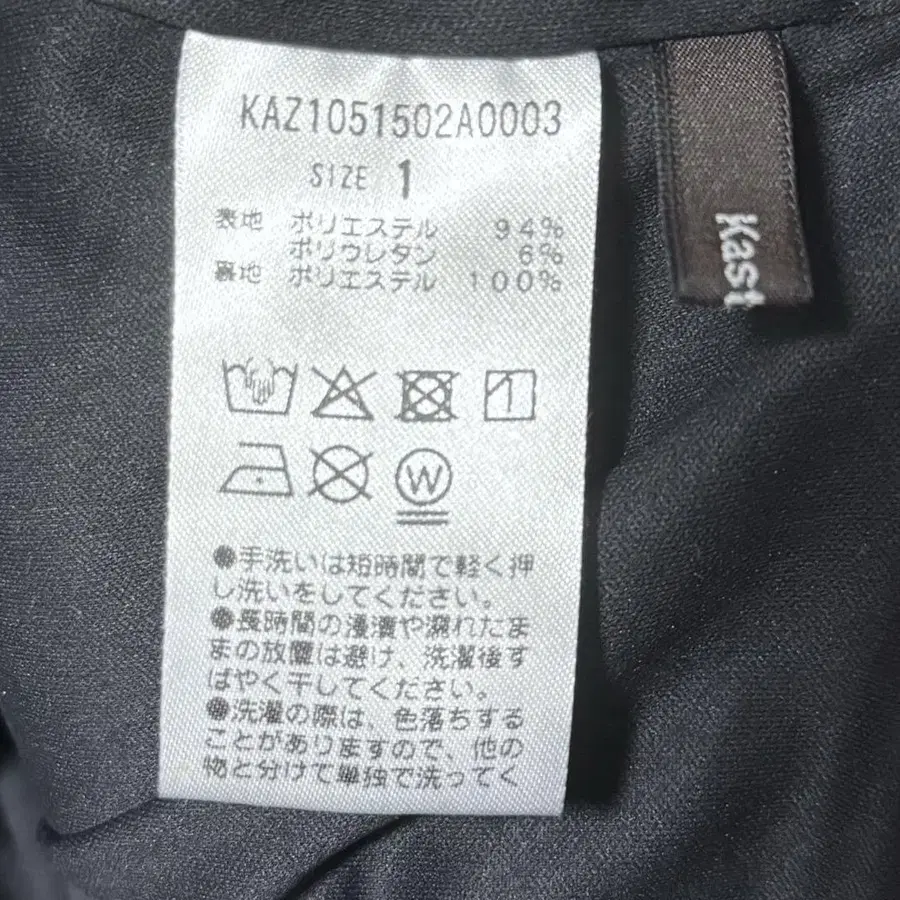 KAZ1051502A0003
SIZE 1
表地 ポリエステル 94%
ポリウレタン 6%
裏地 ポリエステル 100%
W
●手洗いは短時間で軽く押
し洗いをしてください。
●長時間の浸漬や濡れたま
まの放置は避け、洗濯後す
ばやく干してください。
●洗濯の際は、色落ちする
ことがありますので、他の
物と分けて単独で洗ってく
Kast